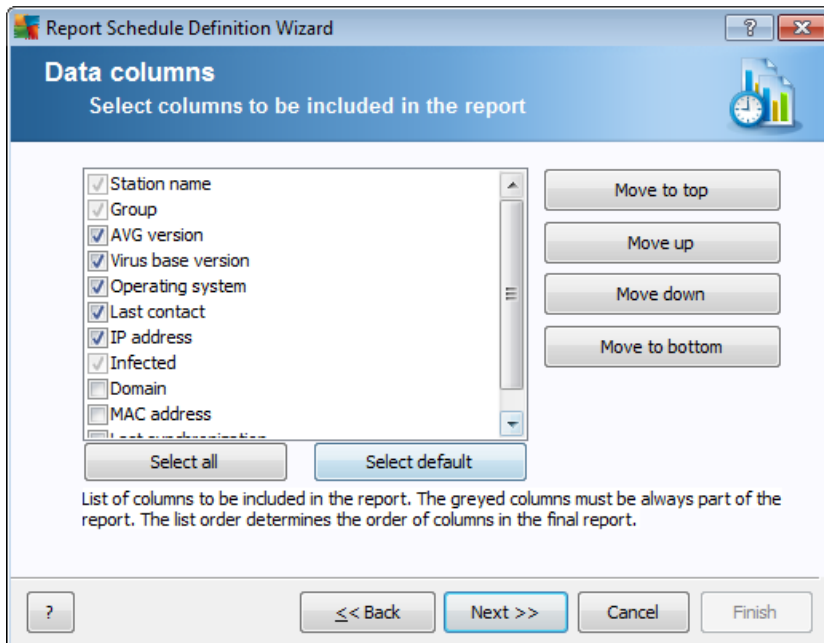 Report Schedule Definition Wizard
?
Data columns
Select columns to be included in the report
Station name
Group
AVG version
Virus base version
Operating system
Last contact
IP address
Infected
Domain
MAC address
Last synchronization
Move to top
Move up
Move down
Move to bottom
Select all
Select default
List of columns to be included in the report. The greyed columns must be always part of the
report. The list order determines the order of columns in the final report.
?
<< Back
Next >>
Cancel
Finish